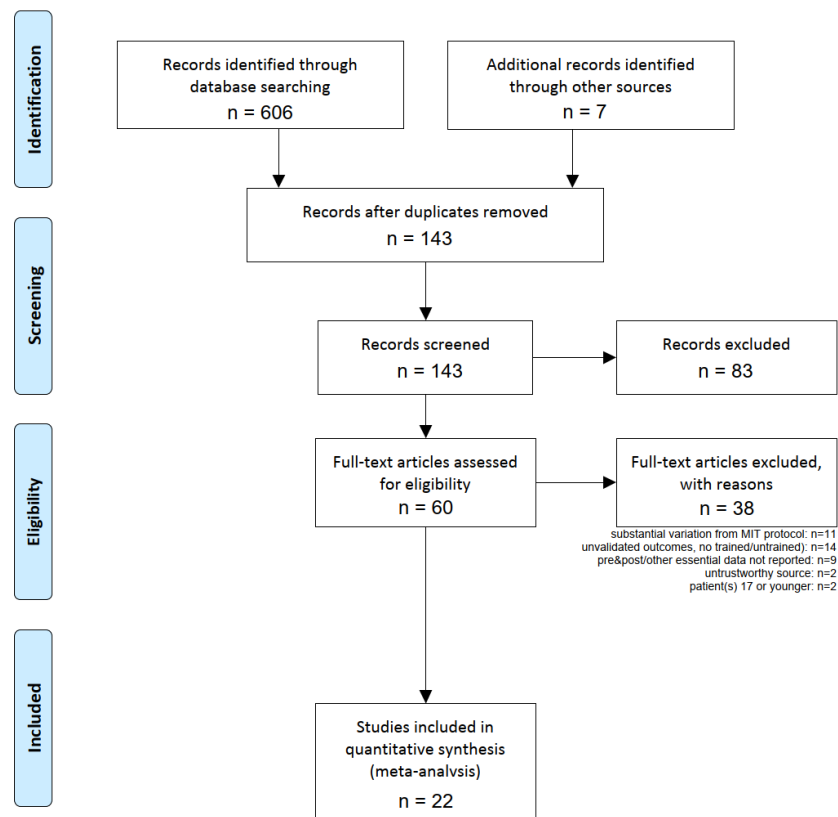 Identification
Records identified through
database searching
n = 606
Additional records identified
through other sources
n = 7
Records after duplicates removed
n = 143
Screening
Records screened
n = 143
Records excluded
n = 83
Eligibility
Full-text articles assessed
for eligibility
n = 60
Full-text articles excluded,
with reasons
n = 38
substantial variation from MIT protocol: n=11
unvalidated outcomes, no trained/untrained): n=14
pre&post/other essential data not reported: n=9
untrustworthy source: n=2
patient(s) 17 or younger: n=2
Included
Studies included in
quantitative synthesis
(meta-analysis)
n = 22